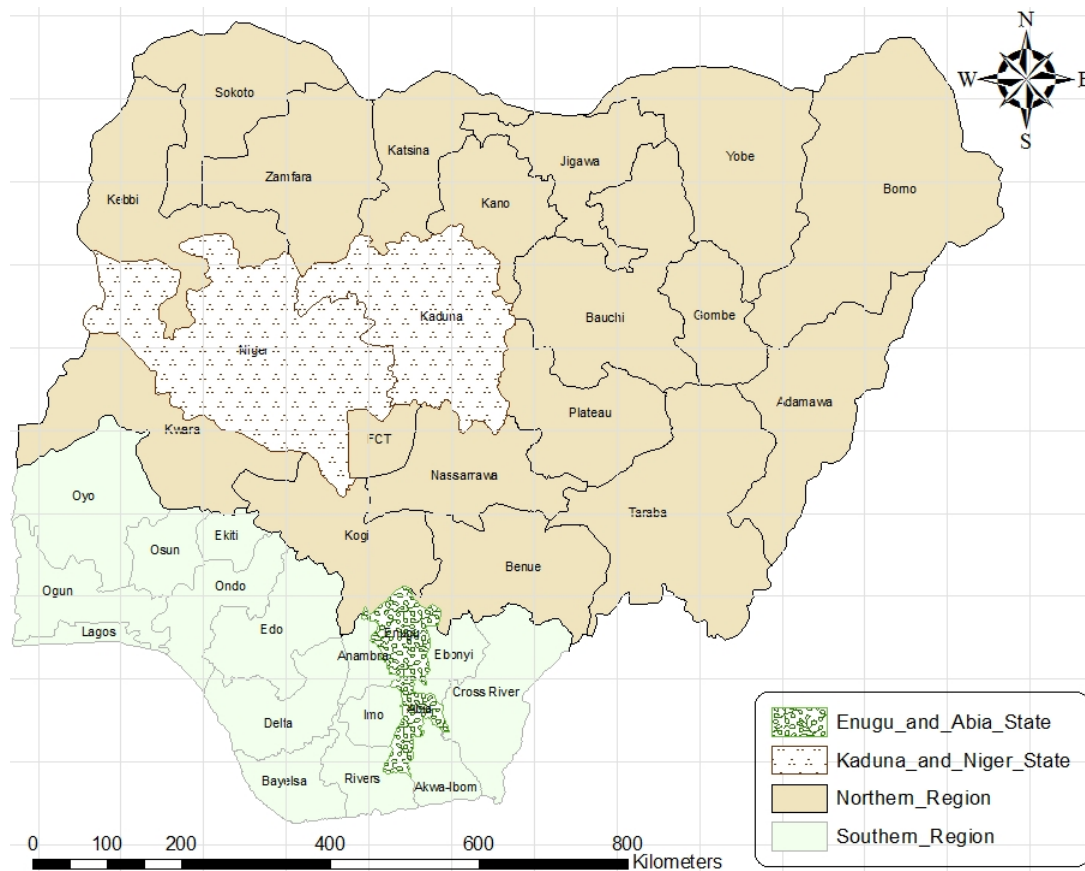 N
W
E
S
Sokoto
Katsina
Jigawa
Yobe
Borno
Zamfara
Kebbi
Kano
Kaduna
Bauchi
Gombe
Niger
Adamawa
Plateau
Kwara
FCT
Nassarrawa
Oyo
Taraba
Kogi
Osun
Ekiti
Benue
Ogun
Ondo
Lagos
Edo
Enugu
Anambra
Ebonyi
Cross River
Abia
Imo
Delta
Bayelsa
Rivers
Akwa-Ibom
Enugu_and_Abia_State
Kaduna_and_Niger_State
Northern_Region
Southern_Region
0 100 200 400 600 800
Kilometers